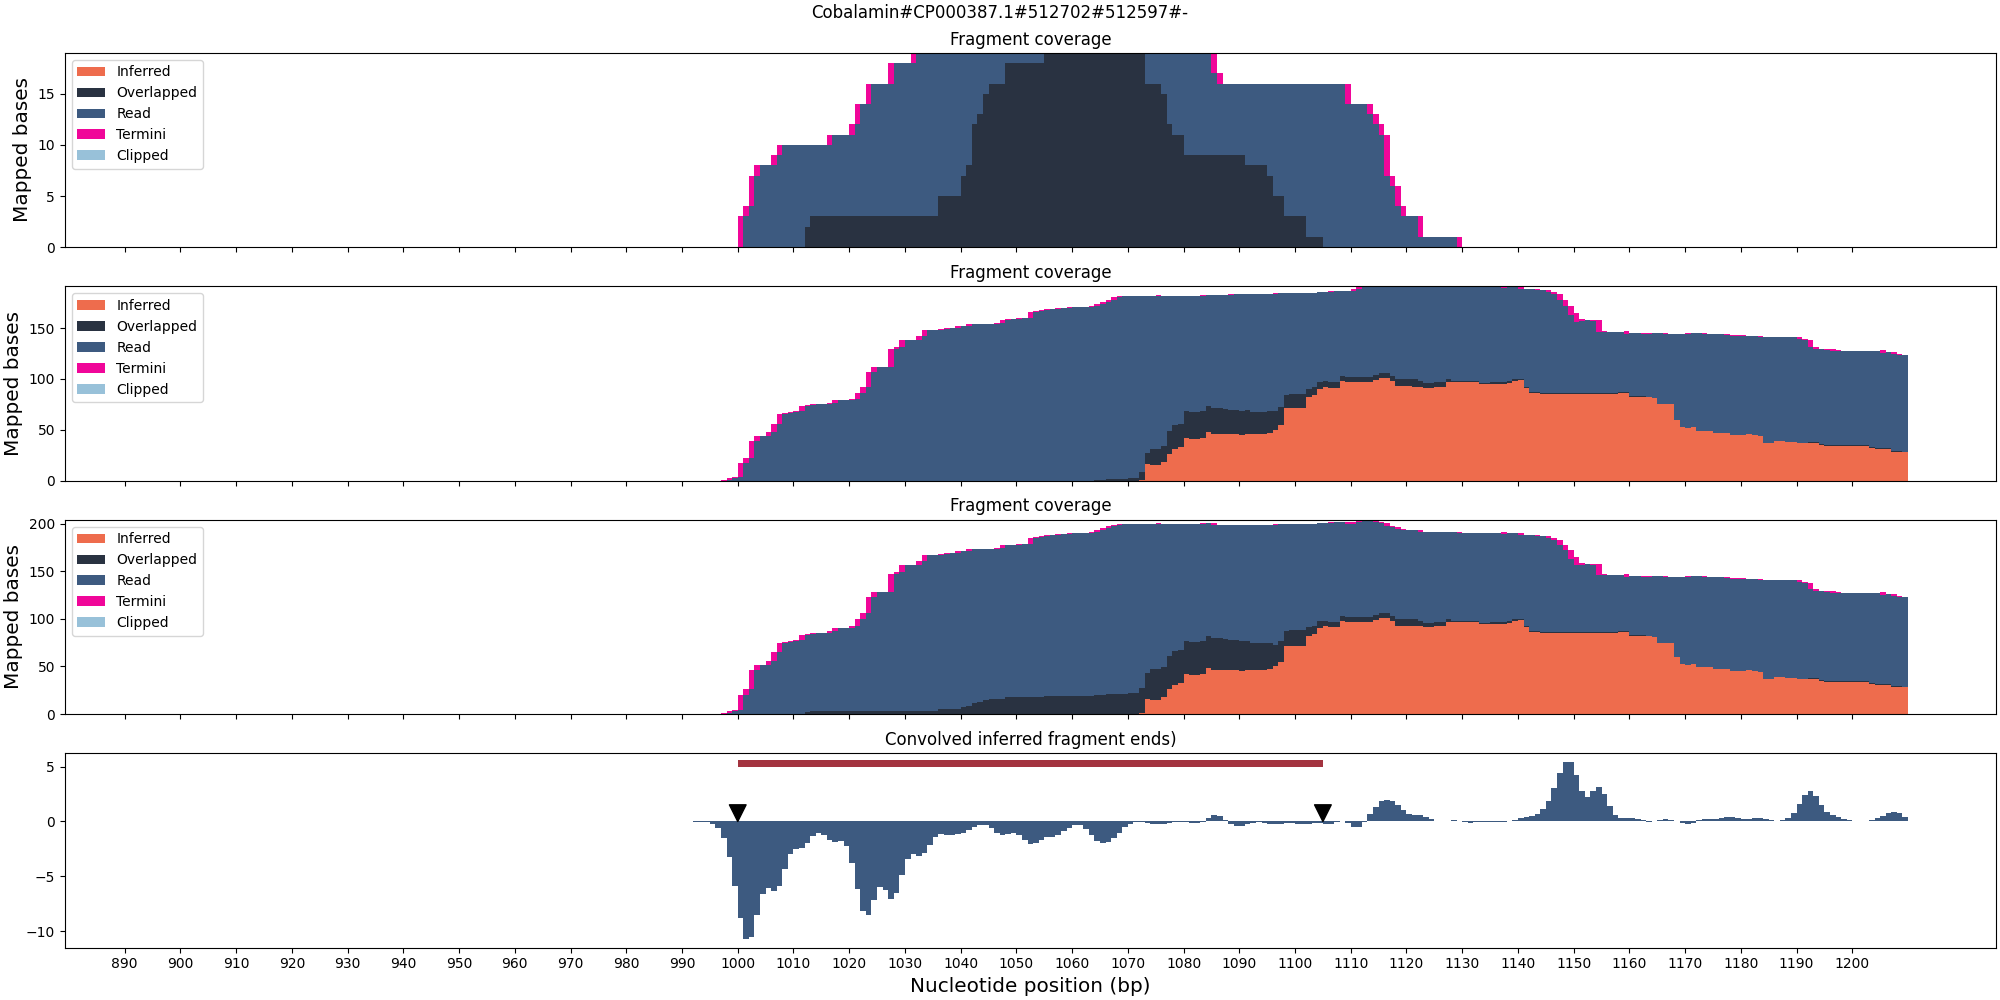 Cobalamin#CP000387.1#512702#512597#-
Fragment coverage
Mapped bases
15
10
5
0
Inferred
Overlapped
Read
Termini
Clipped
Fragment coverage
Mapped bases
150
100
50
0
Inferred
Overlapped
Read
Termini
Clipped
Fragment coverage
Mapped bases
200
150
100
50
0
Inferred
Overlapped
Read
Termini
Clipped
Convolved inferred fragment ends)
5
0
−5
−10
890 900 910 920 930 940 950 960 970 980 990 1000 1010 1020 1030 1040 1050 1060 1070 1080 1090 1100 1110 1120 1130 1140 1150 1160 1170 1180 1190 1200
Nucleotide position (bp)